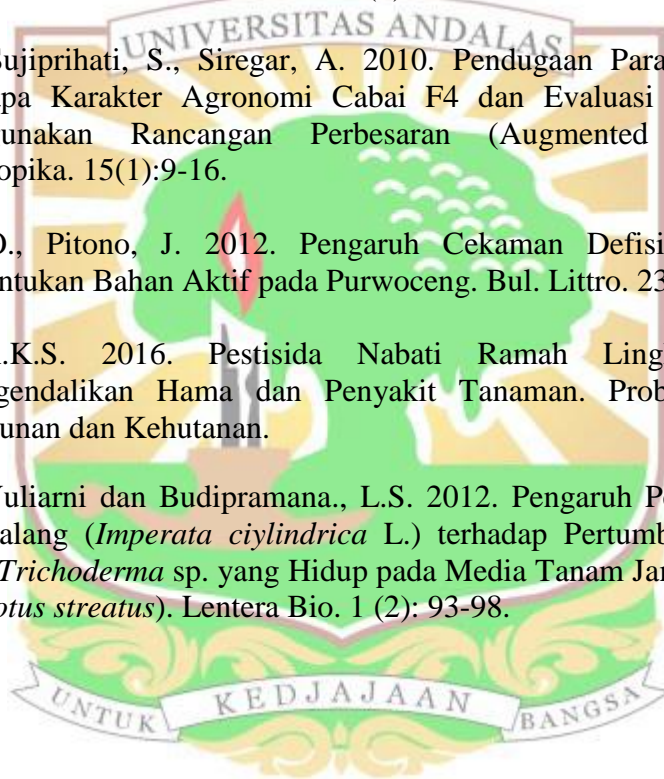 UNIVERSITAS ANDALAS
Sujiprihati, S., Siregar, A. 2010. Pendugaan Para
apa Karakter Agronomi Cabai F4 dan Evaluasi
unakan Rancangan Perbesaran (Augmented
opika. 15(1):9-16.
D., Pitono, J. 2012. Pengaruh Cekaman Defisi
ntukan Bahan Aktif pada Purwoceng. Bul. Littro. 23
.K.S. 2016. Pestisida Nabati Ramah Ling
gendalikan Hama dan Penyakit Tanaman. Prob
unan dan Kehutanan.
Yuliarni dan Budipramana., L.S. 2012. Pengaruh P
alang (Imperata ciylindrica L.) terhadap Pertumb
Trichoderma sp. yang Hidup pada Media Tanam Jar
otus streatus). Lentera Bio. 1 (2): 93-98.
UNTUK KEDJAJAAN BANGSA